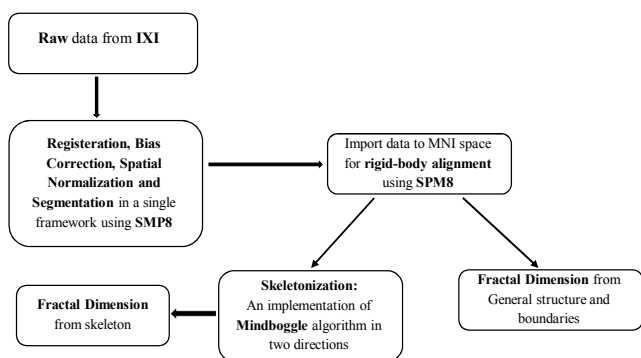 Raw data from IXI
Registeration, Bias
Correction, Spatial
Normalization and
Segmentation in a single
framework using SMP8
Import data to MNI space
for rigid-body alignment
using SPM8
Skeletonization:
An implementation of
Mindboggle algorithm in
two directions
Fractal Dimension
from skeleton
Fractal Dimension from
General structure and
boundaries